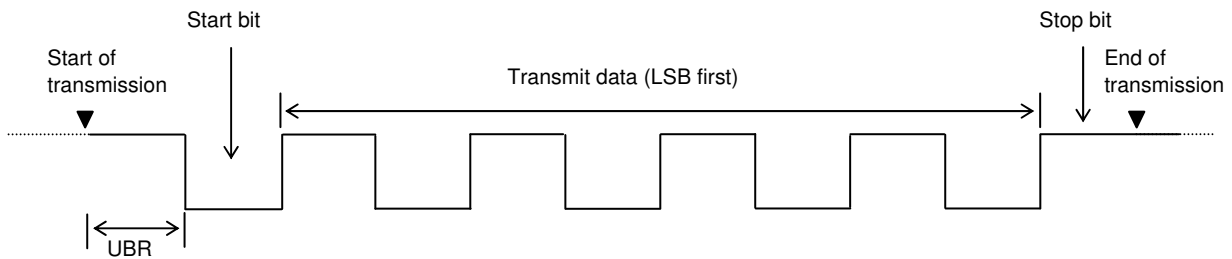 Start bit
Stop bit
Start of
transmission
End of
transmission
Transmit data (LSB first)
UBR